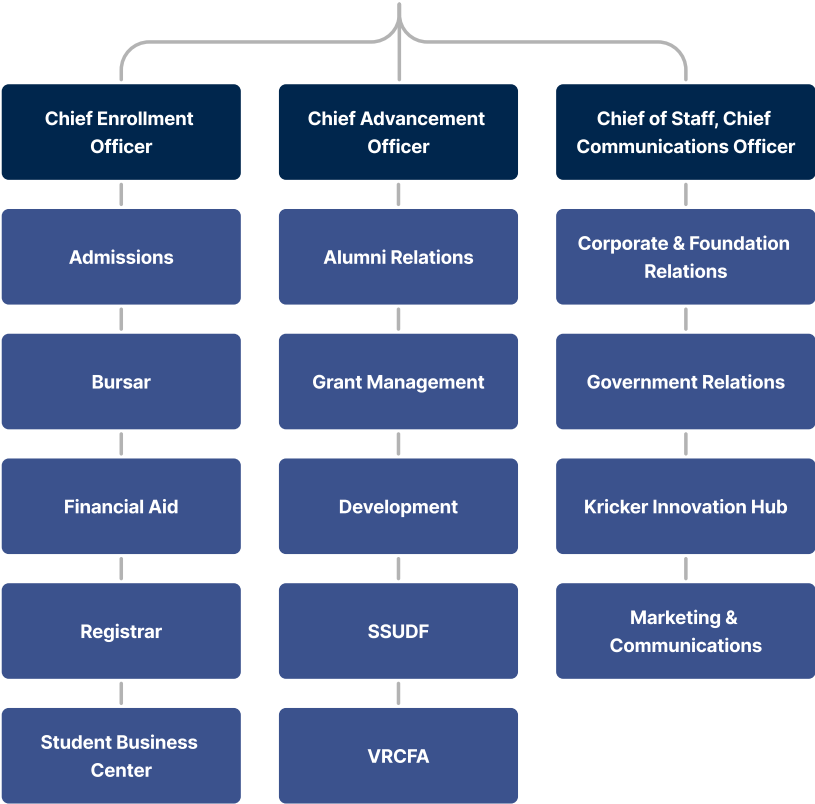 Chief Enrollment
Officer
Admissions
Bursar
Financial Aid
Registrar
Student Business
Center
Chief Advancement
Officer
Alumni Relations
Grant Management
Development
SSUDF
VRCFA
Chief of Staff, Chief
Communications Officer
Corporate & Foundation
Relations
Government Relations
Kricker Innovation Hub
Marketing &
Communications